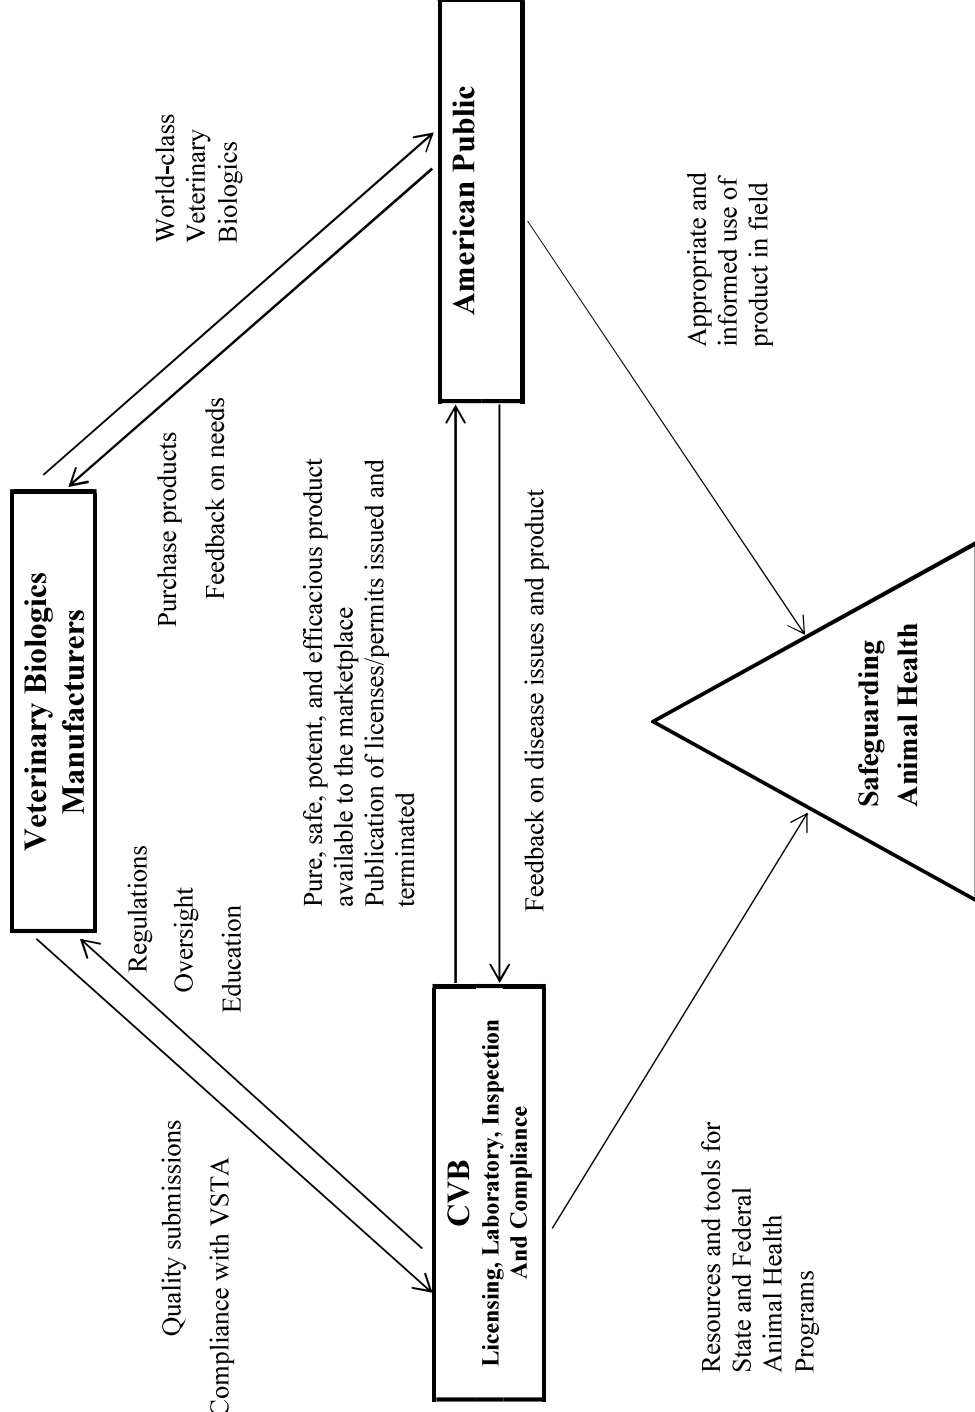 Veterinary Biologics
Manufacturers
Quality submissions
Compliance with VSTA
Regulations
Oversight
Education
Purchase products
Feedback on needs
World-class
Veterinary
Biologics
Pure, safe, potent, and efficacious product
available to the marketplace
Publication of licenses/permits issued and
terminated
CVB
Licensing, Laboratory, Inspection
And Compliance
American Public
Feedback on disease issues and product
Resources and tools for
State and Federal
Animal Health
Programs
Appropriate and
informed use of
product in field
Safeguarding
Animal Health